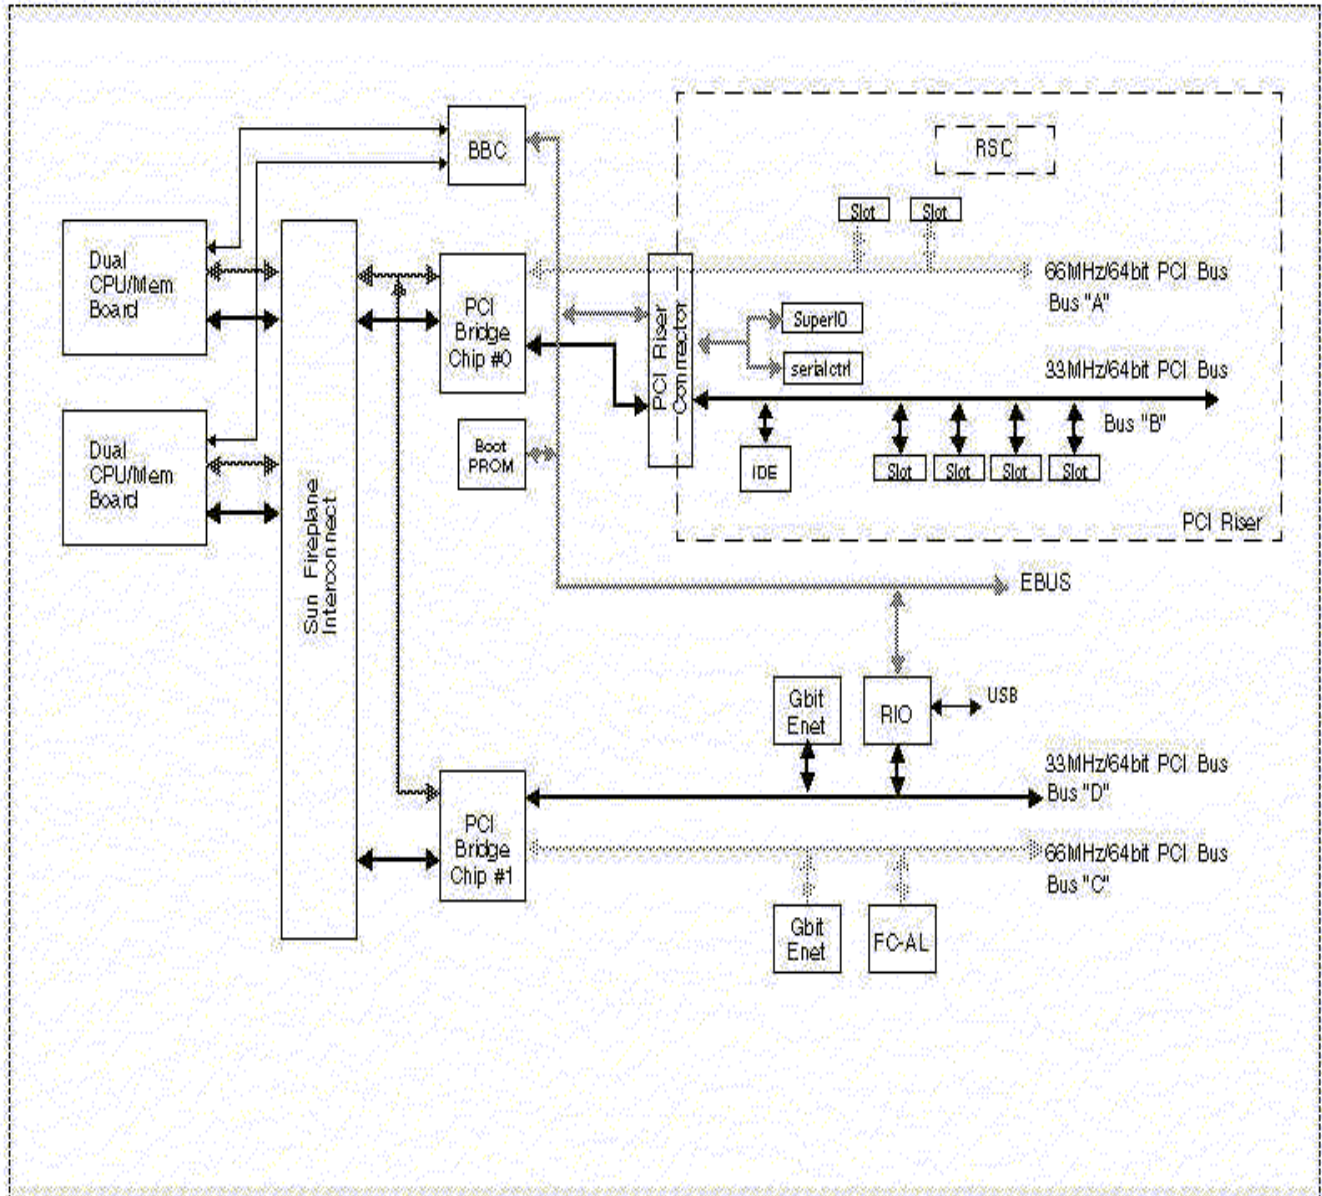 BBC
RSC
Slot
Slot
Dual
CPU/Mem
Board
PCI
Bridge
Chip #0
PCI Riser
Connector
66MHz/64bit PCI Bus
Bus "A"
SuperIO
serialctrl
33MHz/64bit PCI Bus
Bus "B"
Dual
CPU/Mem
Board
Boot
PROM
IDE
Slot
Slot
Slot
Slot
PCI Riser
Sun Fireplane
Interconnect
EBUS
Gbit
Enet
RIO
USB
33MHz/64bit PCI Bus
Bus "D"
PCI
Bridge
Chip #1
66MHz/64bit PCI Bus
Bus "C"
Gbit
Enet
FC-AL